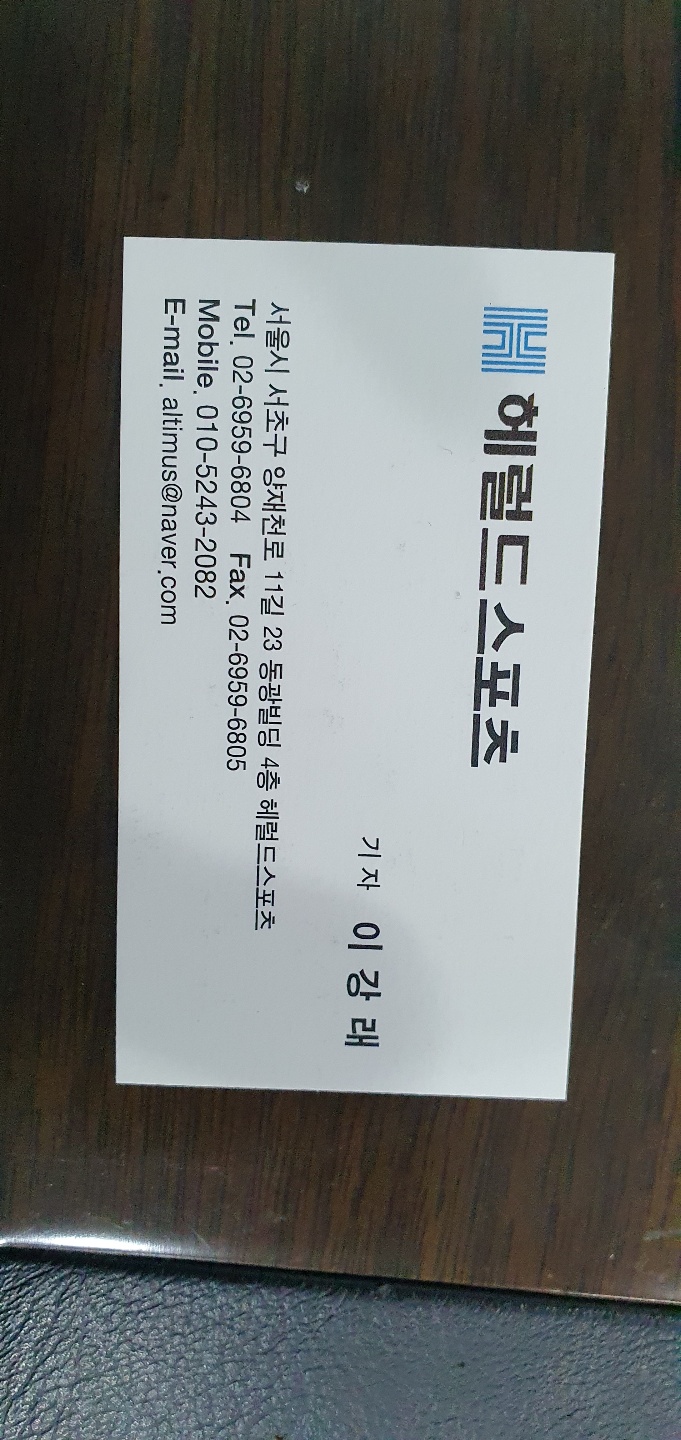 헤럴드스포츠
기자 이강래
서울시 서초구 양재천로 11길 23 동광빌딩 4층 헤럴드스포츠
Tel. 02-6959-6804 Fax. 02-6959-6805
Mobile. 010-5243-2082
E-mail. altimus@naver.com